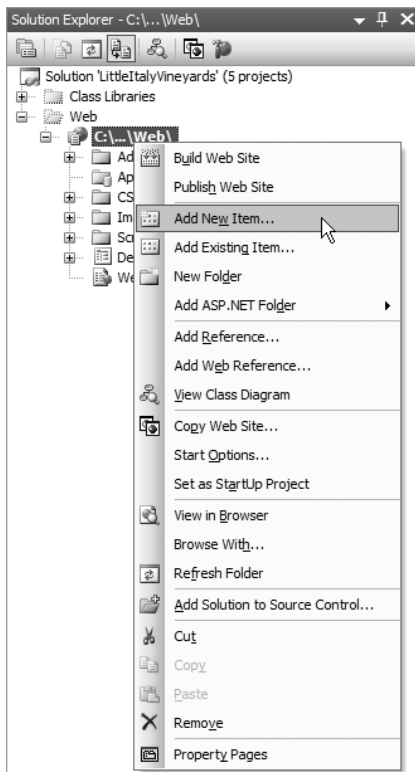 Solution Explorer - C:\...\Web\
Solution 'LittleItalyVineyards' (5 projects)
Class Libraries
Web
C:\...\Web\
Ad
Ap
CS
Im
Scr
De
We
Build Web Site
Publish Web Site
Add New Item...
Add Existing Item...
New Folder
Add ASP.NET Folder
Add Reference...
Add Web Reference...
View Class Diagram
Copy Web Site...
Start Options...
Set as StartUp Project
View in Browser
Browse With...
Refresh Folder
Add Solution to Source Control...
Cut
Copy
Paste
Remove
Property Pages